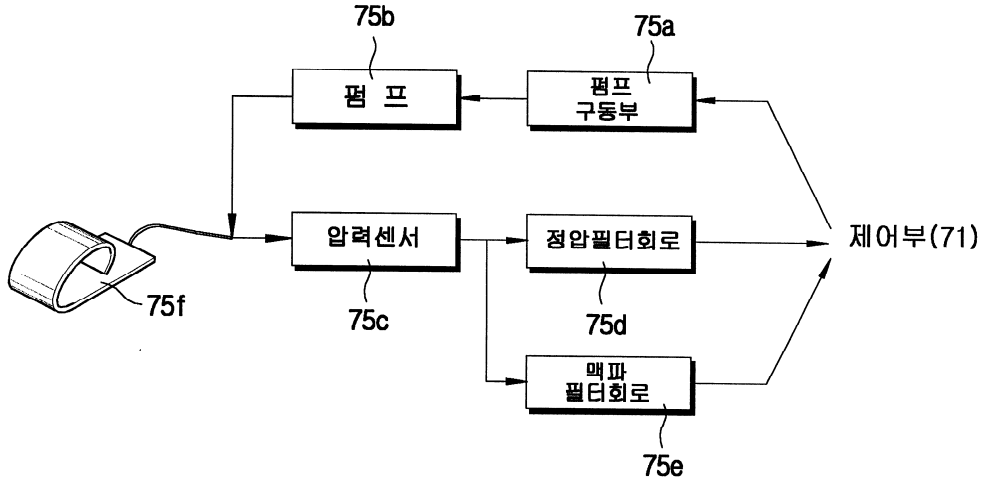 75b
75a
펌 프
펌프
구동부
압력센서
정압필터회로
제어부(71)
75f
75c
75d
맥파
필터회로
75e